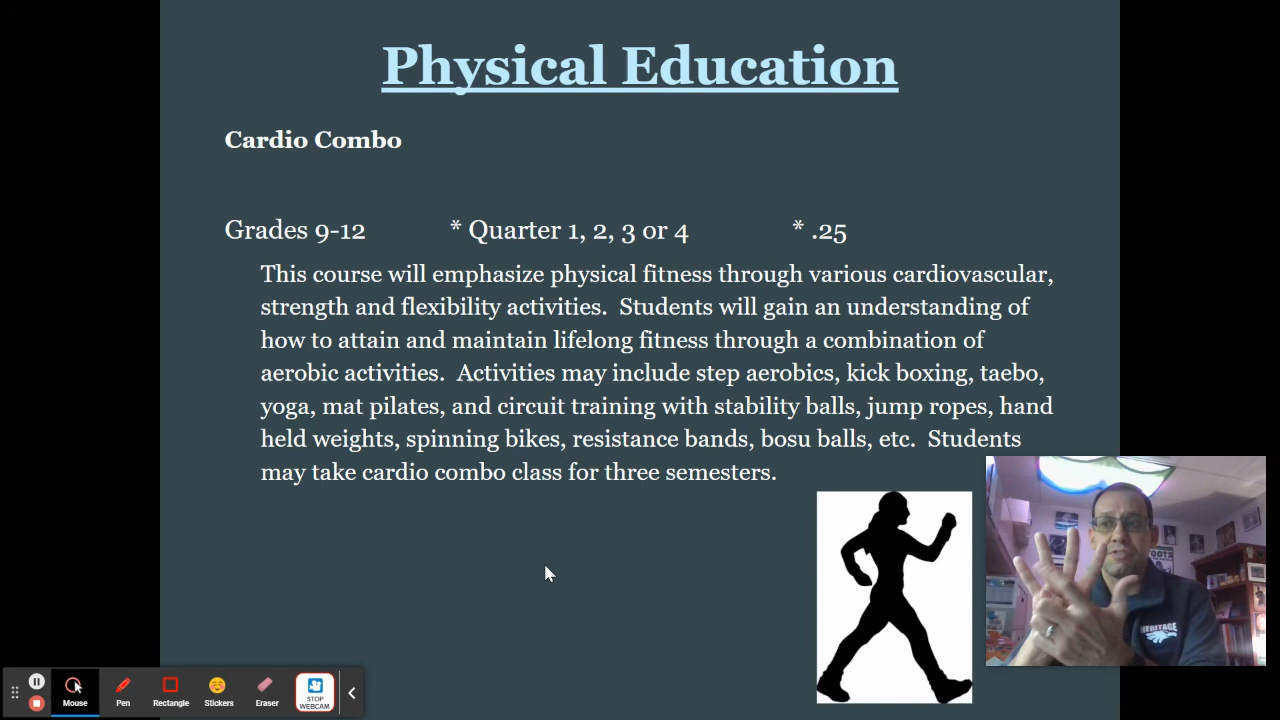 Physical Education
Cardio Combo
Grades 9-12 * Quarter 1, 2, 3 or 4 * .25
This course will emphasize physical fitness through various cardiovascular,
strength and flexibility activities.  Students will gain an understanding of
how to attain and maintain lifelong fitness through a combination of
aerobic activities.  Activities may include step aerobics, kick boxing, taebo,
yoga, mat pilates, and circuit training with stability balls, jump ropes, hand
held weights, spinning bikes, resistance bands, bosu balls, etc.  Students
may take cardio combo class for three semesters.
HERITAGE
Mouse
Pen
Rectangle
Stickers
Eraser
STOP
WEBCAM